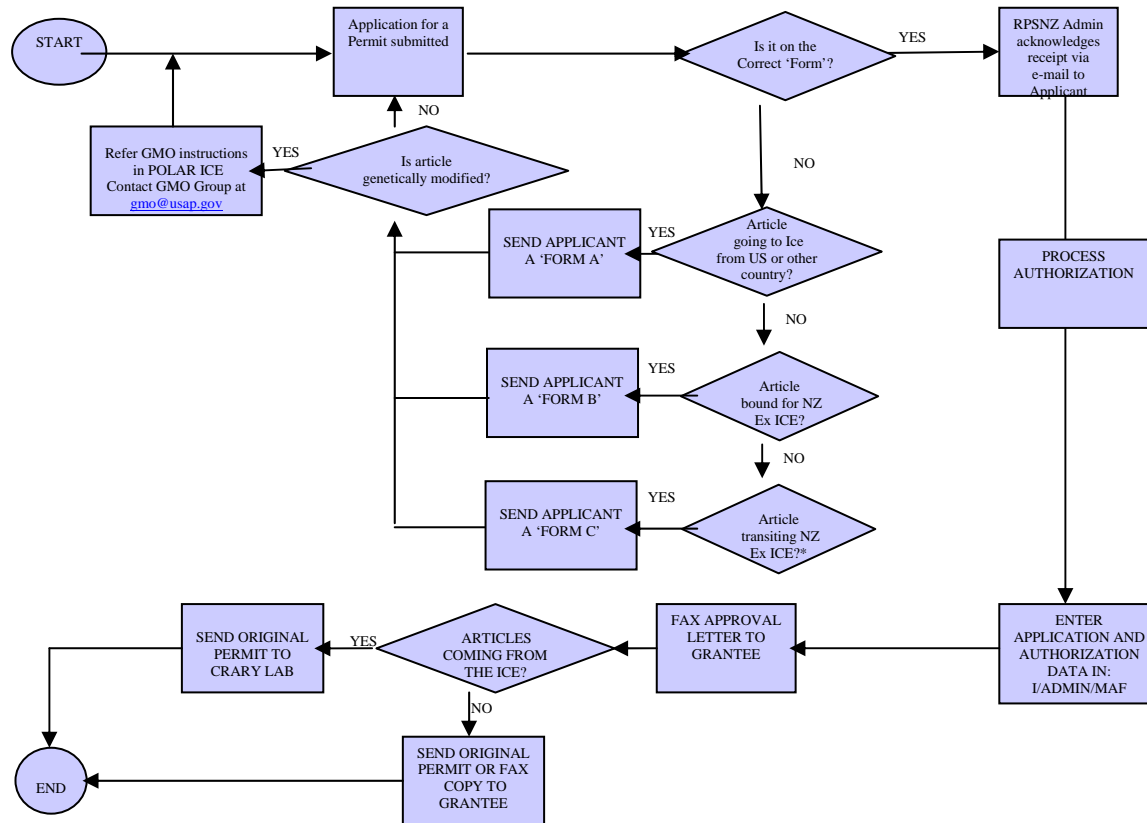 START
Application for a
Permit submitted
Is it on the
Correct ‘Form’?
YES
RPSNZ Admin
acknowledges
receipt via
e-mail to
Applicant
NO
Refer GMO instructions
in POLAR ICE
Contact GMO Group at
gmo@usap.gov
YES
Is article
genetically modified?
NO
SEND APPLICANT
A ‘FORM A’
YES
Article
going to Ice
from US or other
country?
PROCESS
AUTHORIZATION
NO
SEND APPLICANT
A ‘FORM B’
YES
Article
bound for NZ
Ex ICE?
NO
SEND APPLICANT
A ‘FORM C’
YES
Article
transiting NZ
Ex ICE?*
SEND ORIGINAL
PERMIT TO
CRARY LAB
YES
ARTICLES
COMING FROM
THE ICE?
FAX APPROVAL
LETTER TO
GRANTEE
ENTER
APPLICATION AND
AUTHORIZATION
DATA IN:
I/ADMIN/MAF
NO
SEND ORIGINAL
PERMIT OR FAX
COPY TO
GRANTEE
END